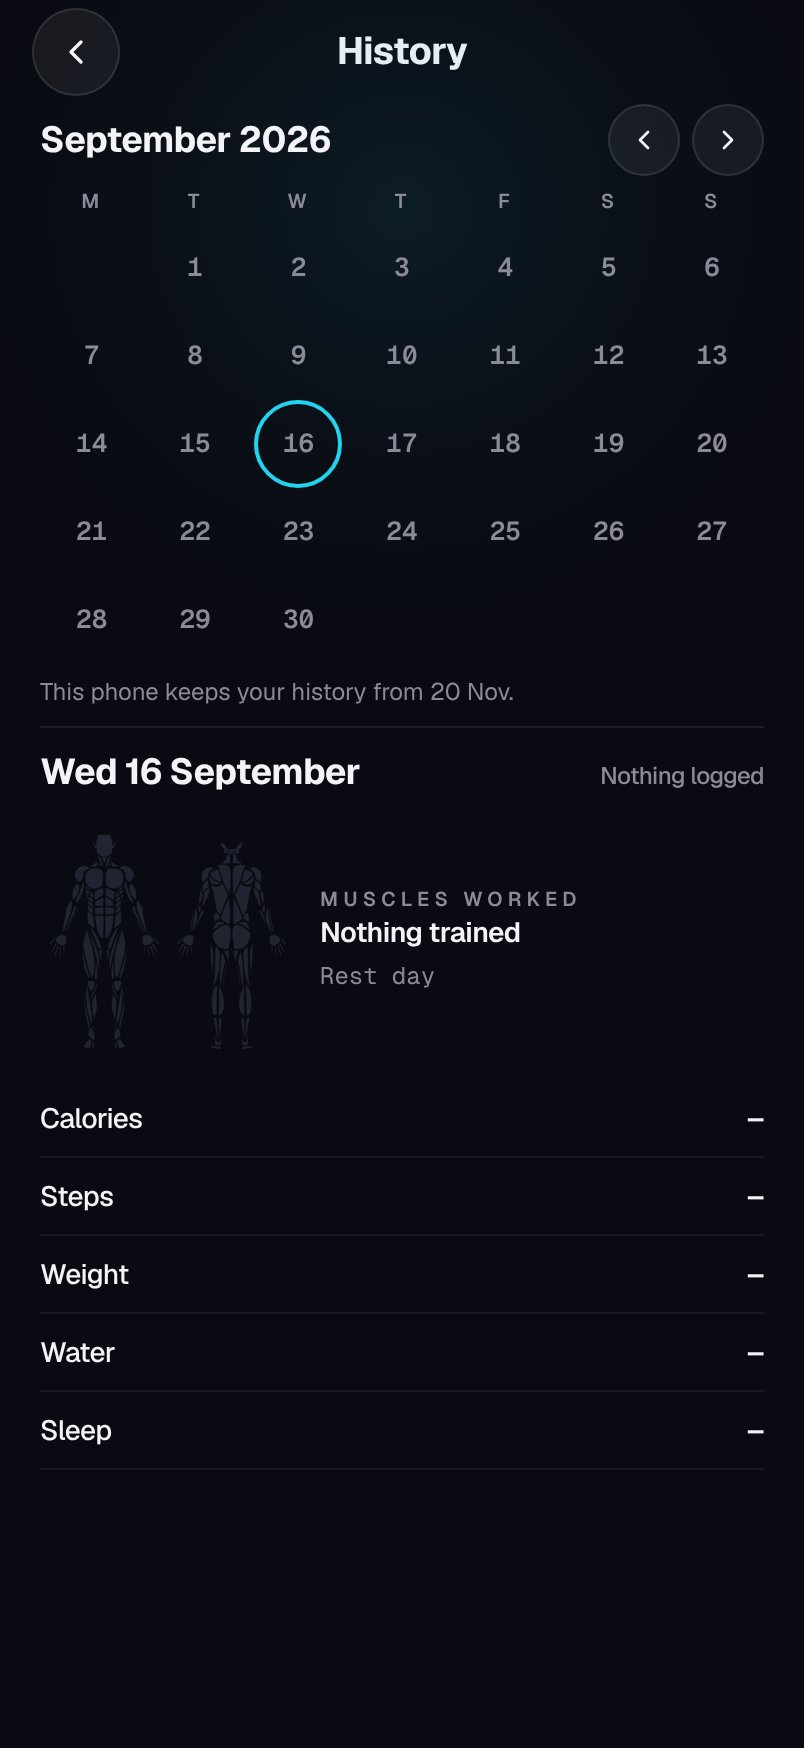 History
September 2026
M T W T F S S
1 2 3 4 5 6
7 8 9 10 11 12 13
14 15 16 17 18 19 20
21 22 23 24 25 26 27
28 29 30
This phone keeps your history from 20 Nov.
Wed 16 September Nothing logged
MUSCLES WORKED
Nothing trained
Rest day
Calories –
Steps –
Weight –
Water –
Sleep –